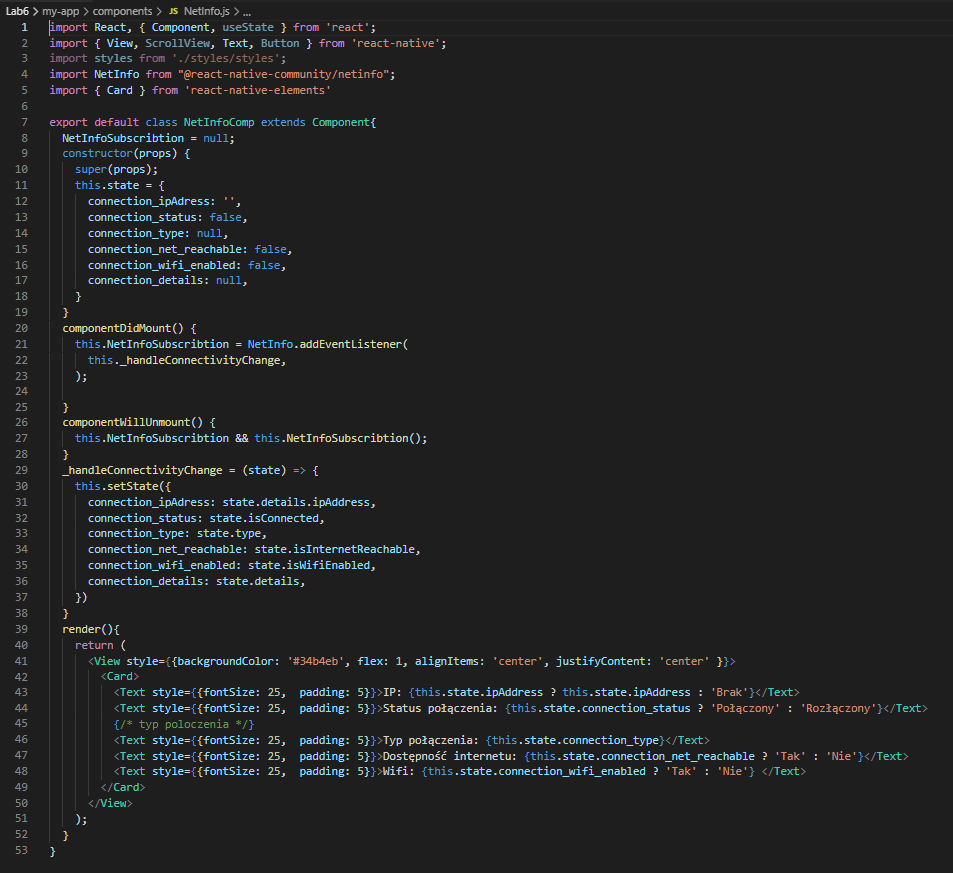 Lab6 > my-app > components > JS NetInfo.js > ...
1 import React, { Component, useState } from 'react';
2 import { View, ScrollView, Text, Button } from 'react-native';
3 import styles from './styles/styles';
4 import NetInfo from "@react-native-community/netinfo";
5 import { Card } from 'react-native-elements'
6
7 export default class NetInfoComp extends Component{
8   NetInfoSubscribtion = null;
9   constructor(props) {
10     super(props);
11     this.state = {
12       connection_ipAdress: '',
13       connection_status: false,
14       connection_type: null,
15       connection_net_reachable: false,
16       connection_wifi_enabled: false,
17       connection_details: null,
18     }
19   }
20   componentDidMount() {
21     this.NetInfoSubscribtion = NetInfo.addEventListener(
22       this._handleConnectivityChange,
23     );
24
25   }
26   componentWillUnmount() {
27     this.NetInfoSubscribtion && this.NetInfoSubscribtion();
28   }
29   _handleConnectivityChange = (state) => {
30     this.setState({
31       connection_ipAdress: state.details.ipAddress,
32       connection_status: state.isConnected,
33       connection_type: state.type,
34       connection_net_reachable: state.isInternetReachable,
35       connection_wifi_enabled: state.isWifiEnabled,
36       connection_details: state.details,
37     })
38   }
39   render(){
40     return (
41       <View style={{backgroundColor: '#34b4eb', flex: 1, alignItems: 'center', justifyContent: 'center' }}>
42         <Card>
43           <Text style={{fontSize: 25,  padding: 5}}>IP: {this.state.ipAddress ? this.state.ipAddress : 'Brak'}</Text>
44           <Text style={{fontSize: 25,  padding: 5}}>Status połączenia: {this.state.connection_status ? 'Połączony' : 'Rozłączony'}</Text>
45           {/* typ poloczenia */}
46           <Text style={{fontSize: 25,  padding: 5}}>Typ połączenia: {this.state.connection_type}</Text>
47           <Text style={{fontSize: 25,  padding: 5}}>Dostępność internetu: {this.state.connection_net_reachable ? 'Tak' : 'Nie'}</Text>
48           <Text style={{fontSize: 25,  padding: 5}}>Wifi: {this.state.connection_wifi_enabled ? 'Tak' : 'Nie'} </Text>
49         </Card>
50       </View>
51     );
52   }
53 }